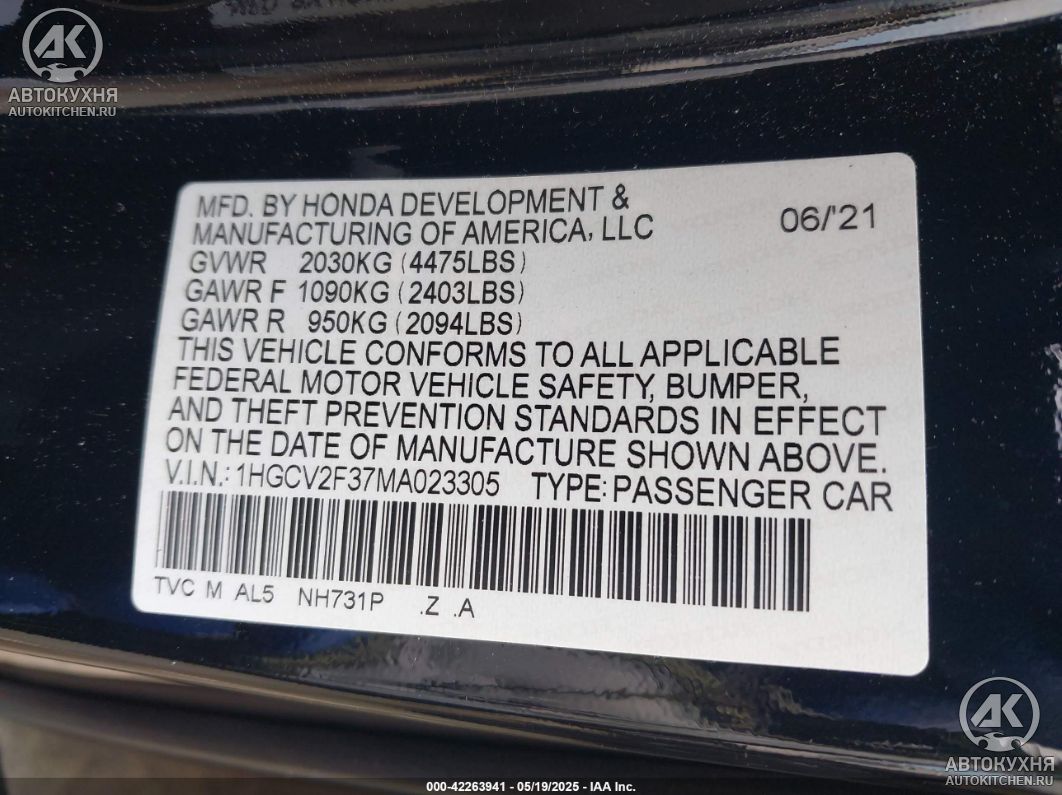 АК
АВТОКУХНЯ
AUTOKITCHEN.RU
MFD. BY HONDA DEVELOPMENT &
MANUFACTURING OF AMERICA, LLC 06/'21
GVWR 2030KG (4475LBS)
GAWR F 1090KG (2403LBS)
GAWR R 950KG (2094LBS)
THIS VEHICLE CONFORMS TO ALL APPLICABLE
FEDERAL MOTOR VEHICLE SAFETY, BUMPER,
AND THEFT PREVENTION STANDARDS IN EFFECT
ON THE DATE OF MANUFACTURE SHOWN ABOVE.
V.I.N.: 1HGCV2F37MA023305 TYPE: PASSENGER CAR
TVC M AL5 NH731P .Z .A
АК
АВТОКУХНЯ
AUTOKITCHEN.RU
000-42263941 - 05/19/2025 - IAA Inc.